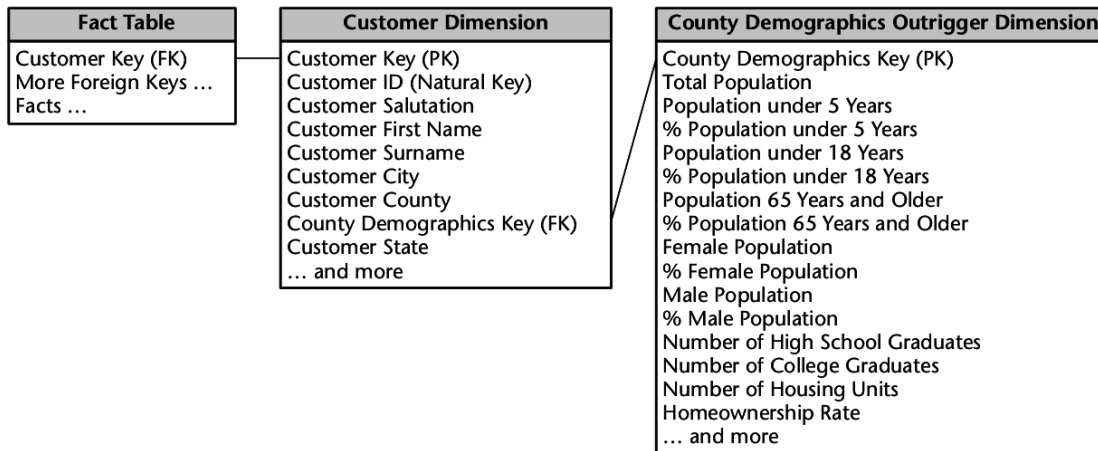 Fact Table
Customer Key (FK)
More Foreign Keys …
Facts …
Customer Dimension
Customer Key (PK)
Customer ID (Natural Key)
Customer Salutation
Customer First Name
Customer Surname
Customer City
Customer County
County Demographics Key (FK)
Customer State
… and more
County Demographics Outrigger Dimension
County Demographics Key (PK)
Total Population
Population under 5 Years
% Population under 5 Years
Population under 18 Years
% Population under 18 Years
Population 65 Years and Older
% Population 65 Years and Older
Female Population
% Female Population
Male Population
% Male Population
Number of High School Graduates
Number of College Graduates
Number of Housing Units
Homeownership Rate
… and more